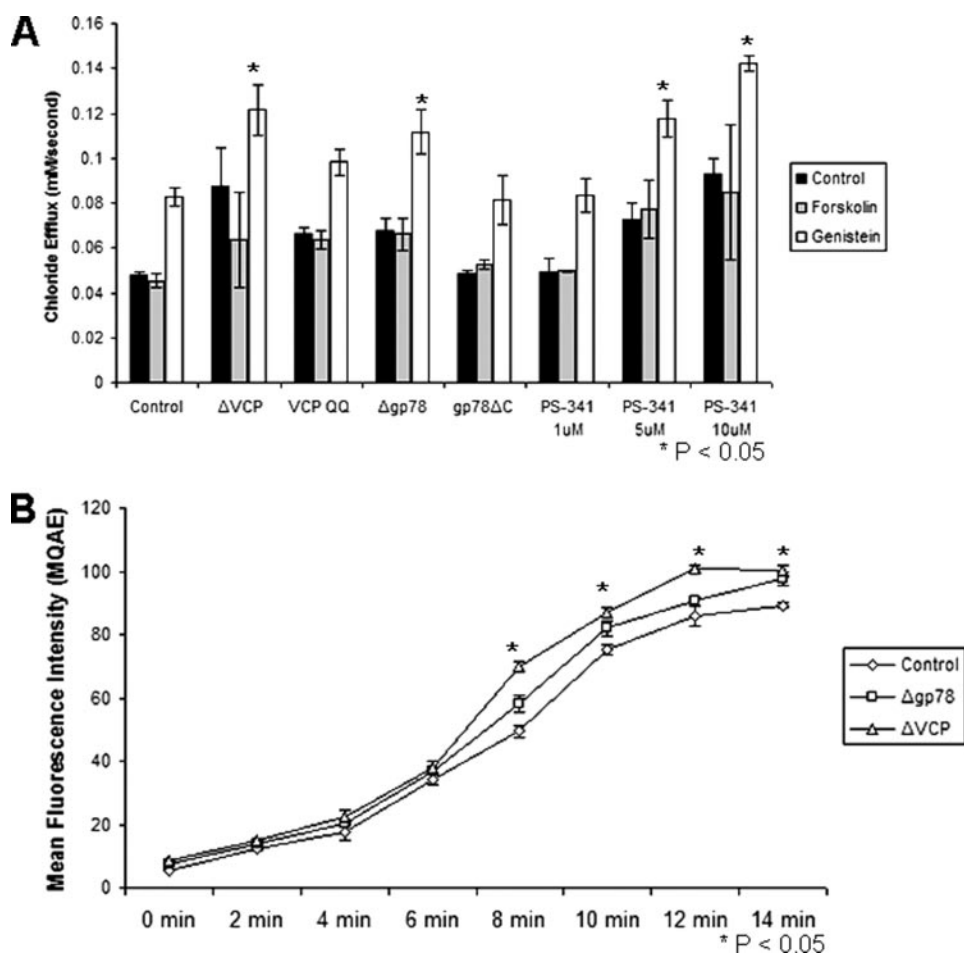 A
Chloride Efflux (mM/second)
0.16
0.14
0.12
0.1
0.08
0.06
0.04
0.02
0
* * * *
Control
Forskolin
Genistein
Control ΔVCP VCP QQ Δgp78 gp78ΔC PS-341 PS-341 PS-341
1uM 5uM 10uM
* P < 0.05
B
Mean Fluorescence Intensity (MQAE)
120
100
80
60
40
20
0
* * * *
Control
Δgp78
ΔVCP
0 min 2 min 4 min 6 min 8 min 10 min 12 min 14 min
* P < 0.05